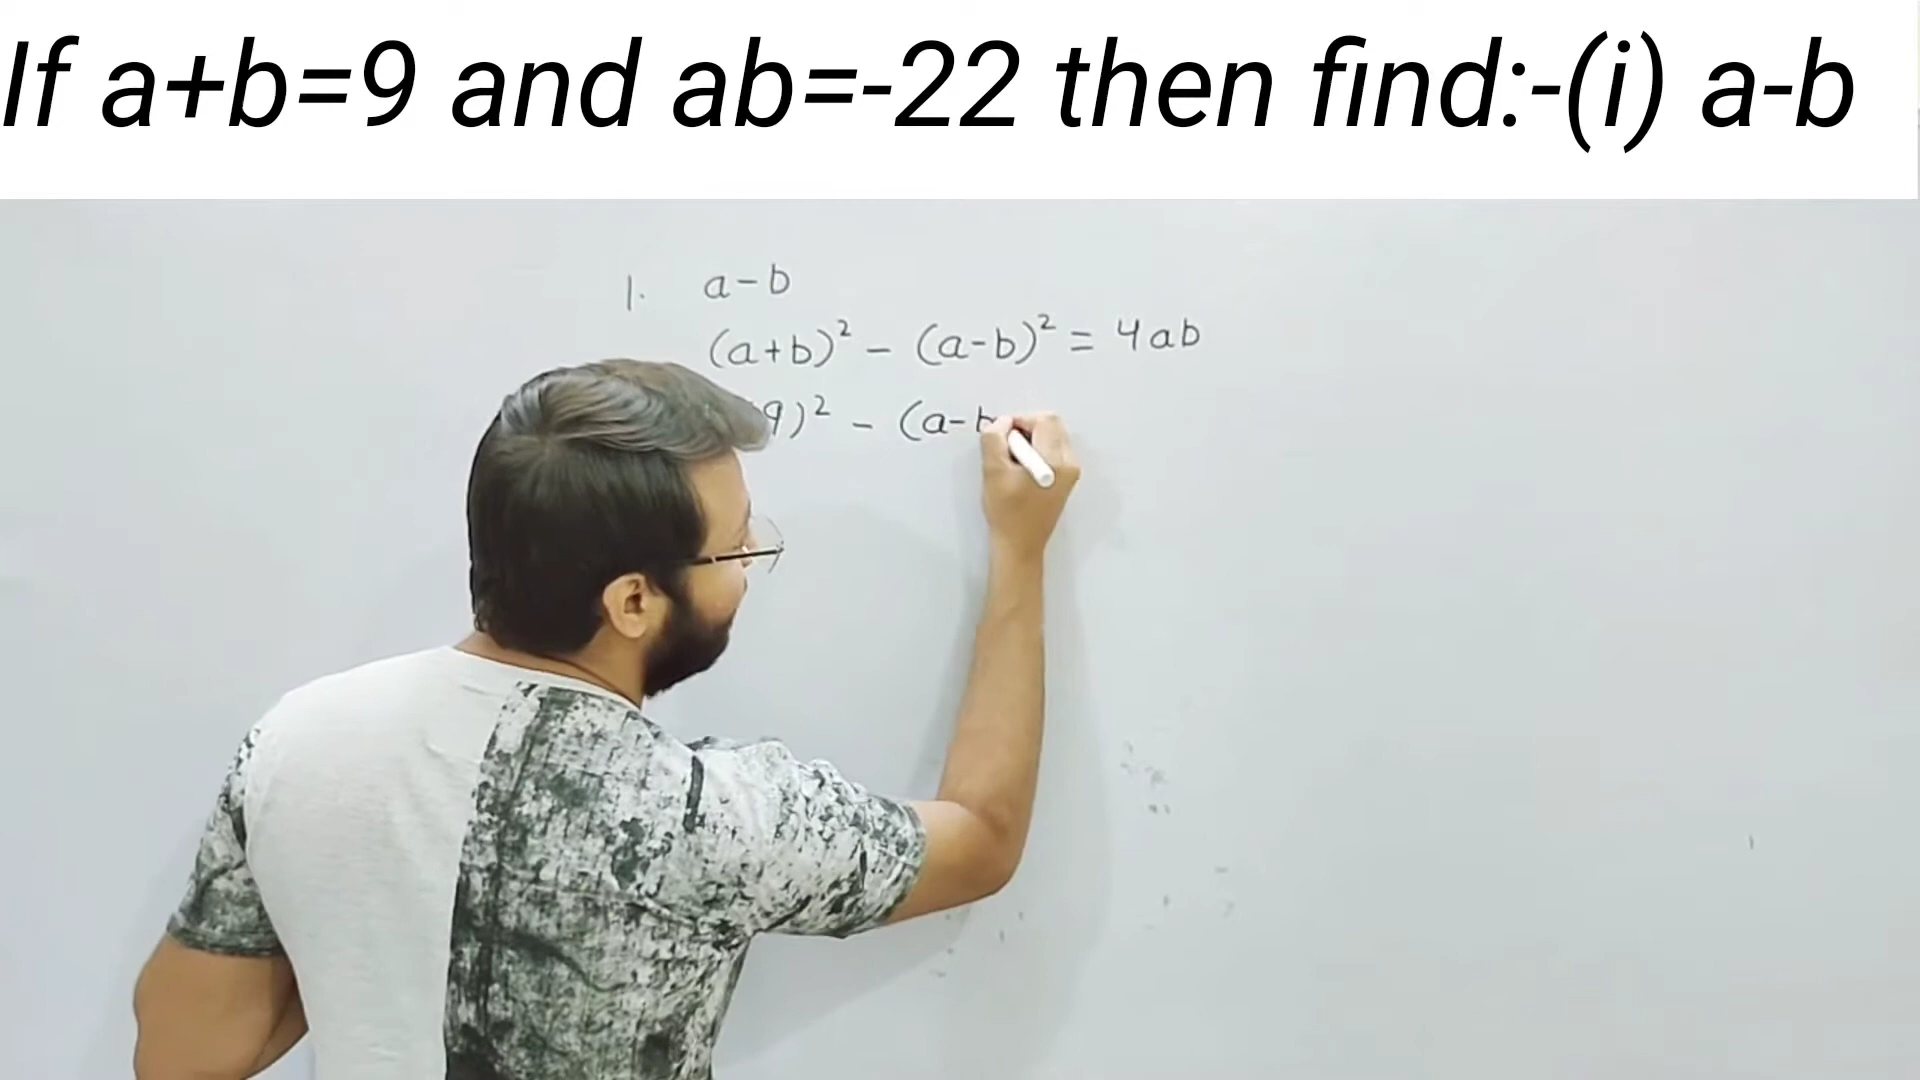 If a+b=9 and ab=-22 then find:-(i) a-b
1. a-b
(a+b)² - (a-b)² = 4ab
9)² - (a-b